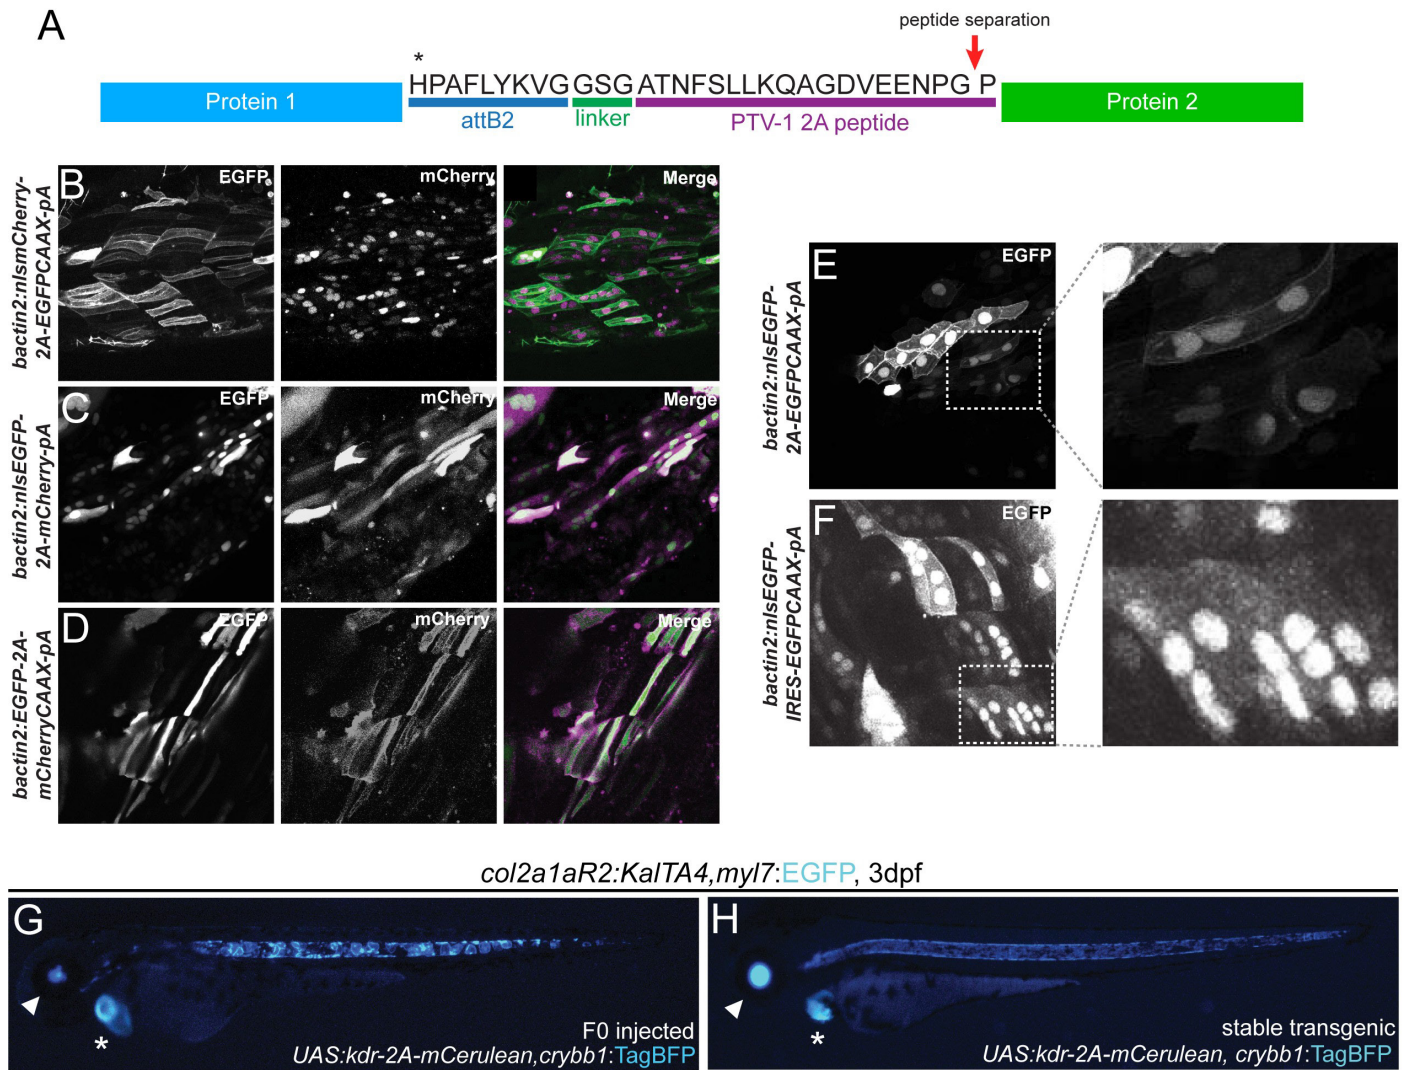 A
peptide separation
*
HPAFLYKVG GSG ATNFSLLKQAGDVEENPG P
Protein 1
Protein 2
attB2
linker
PTV-1 2A peptide
bactin2:nlsmCherry-
2A-EGFPCAAX-pA
B
EGFP
mCherry
Merge
bactin2:nlsEGFP-
2A-mCherry-pA
C
EGFP
mCherry
Merge
bactin2:EGFP-2A-
mCherryCAAX-pA
D
EGFP
mCherry
Merge
bactin2:nlsEGFP-
2A-EGFPCAAX-pA
E
EGFP
bactin2:nlsEGFP-
IRES-EGFPCAAX-pA
F
EGFP
col2a1aR2:KalTA4,myl7:EGFP, 3dpf
G
*
F0 injected
UAS:kdr-2A-mCerulean,crybb1:TagBFP
H
*
stable transgenic
UAS:kdr-2A-mCerulean, crybb1:TagBFP